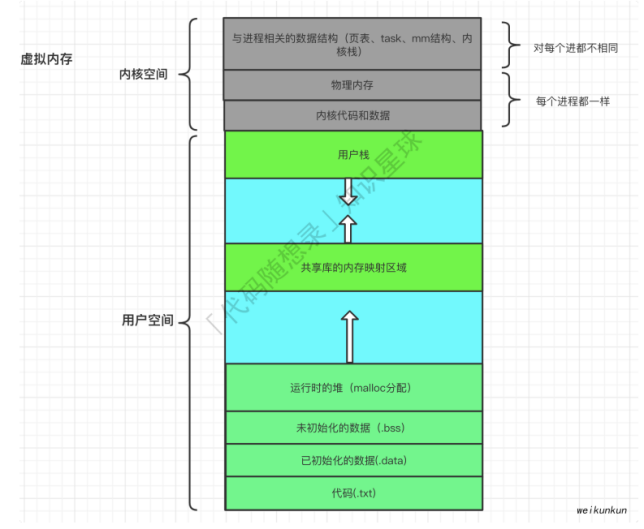 虚拟内存
内核空间
与进程相关的数据结构（页表、task、mm结构、内
核栈）
对每个进都不相同
物理内存
每个进程都一样
内核代码和数据
用户栈
共享库的内存映射区域
用户空间
运行时的堆（malloc分配）
未初始化的数据（.bss）
已初始化的数据(.data)
代码(.txt)
「代码随想录」知识星球
weikunkun